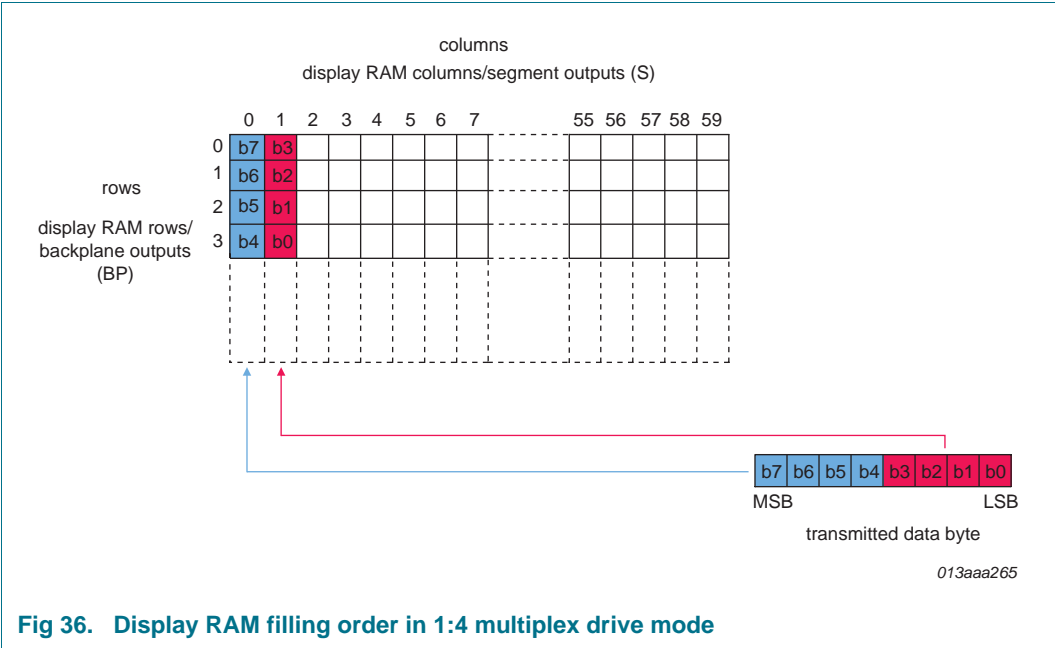 columns
display RAM columns/segment outputs (S)
0 1 2 3 4 5 6 7 55 56 57 58 59
0 b7 b3
1 b6 b2
rows
2 b5 b1
display RAM rows/
3 b4 b0
backplane outputs
(BP)
b7 b6 b5 b4 b3 b2 b1 b0
MSB LSB
transmitted data byte
013aaa265
Fig 36. Display RAM filling order in 1:4 multiplex drive mode